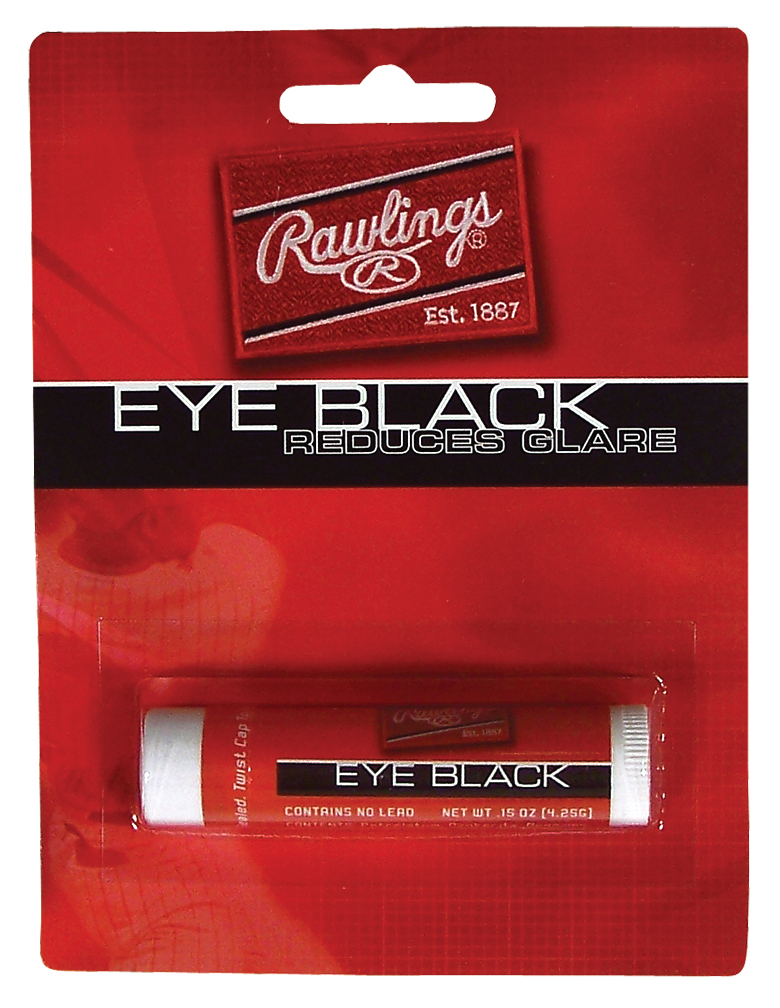 Rawlings®
R
Est. 1887
EYE BLACK
REDUCES GLARE
Twist Cap
Rawlings
Est. 1887
EYE BLACK
CONTAINS NO LEAD NET WT .15 OZ [4.25G]